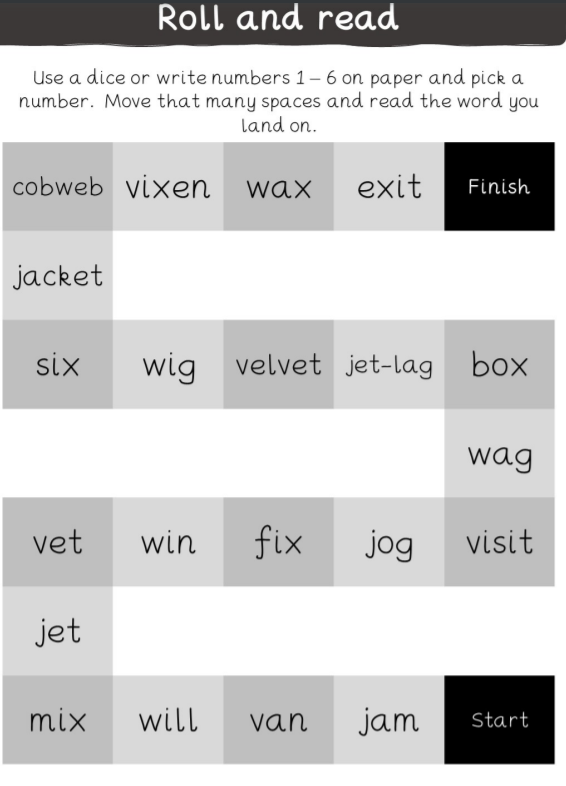 Roll and read
Use a dice or write numbers 1 – 6 on paper and pick a
number. Move that many spaces and read the word you
land on.
cobweb vixen wax exit Finish
jacket
six wig velvet jet-lag box
wag
vet win fix jog visit
jet
mix will van jam Start